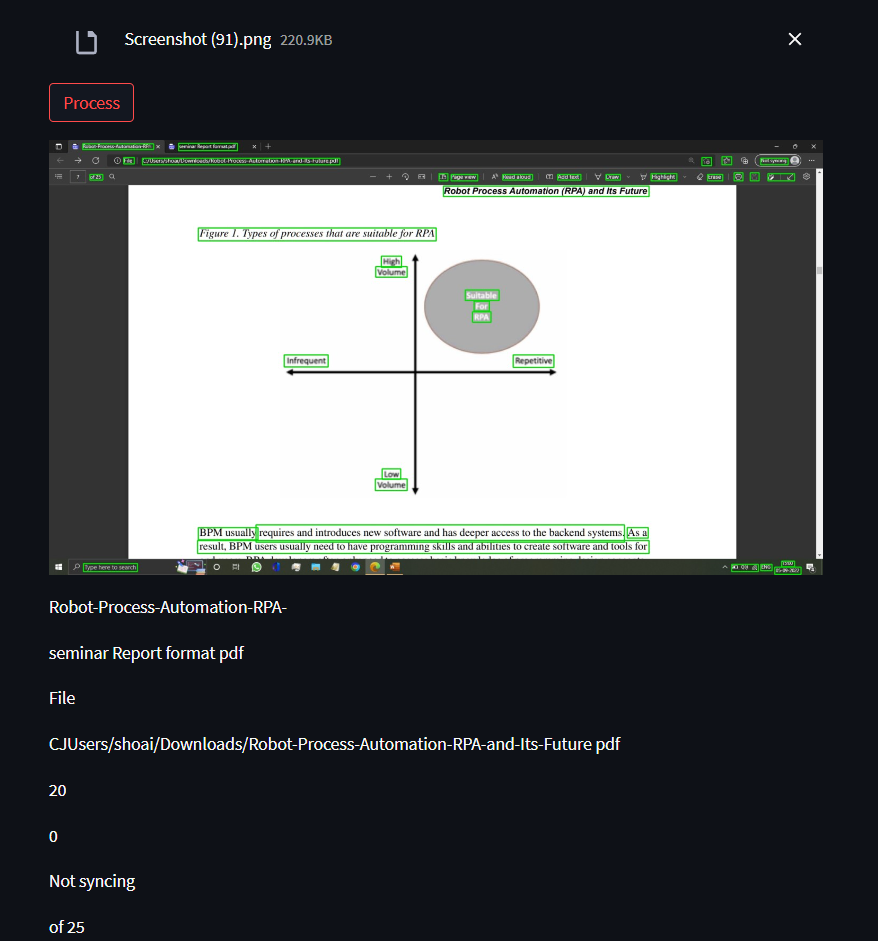 Screenshot (91).png 220.9KB
Process
Robot-Process-Automation-RPA-
seminar Report format.pdf
File C:/Users/shoai/Downloads/Robot-Process-Automation-RPA-and-Its-Future.pdf Not syncing
7 of 25 Page view Read aloud Add text Draw Highlight Erase
Robot Process Automation (RPA) and Its Future
Figure 1. Types of processes that are suitable for RPA
High
Volume
Suitable
For
RPA
Infrequent Repetitive
Low
Volume
BPM usually requires and introduces new software and has deeper access to the backend systems. As a
result, BPM users usually need to have programming skills and abilities to create software and tools for
Type here to search ENG
Robot-Process-Automation-RPA-
seminar Report format pdf
File
CJUsers/shoai/Downloads/Robot-Process-Automation-RPA-and-Its-Future pdf
20
0
Not syncing
of 25